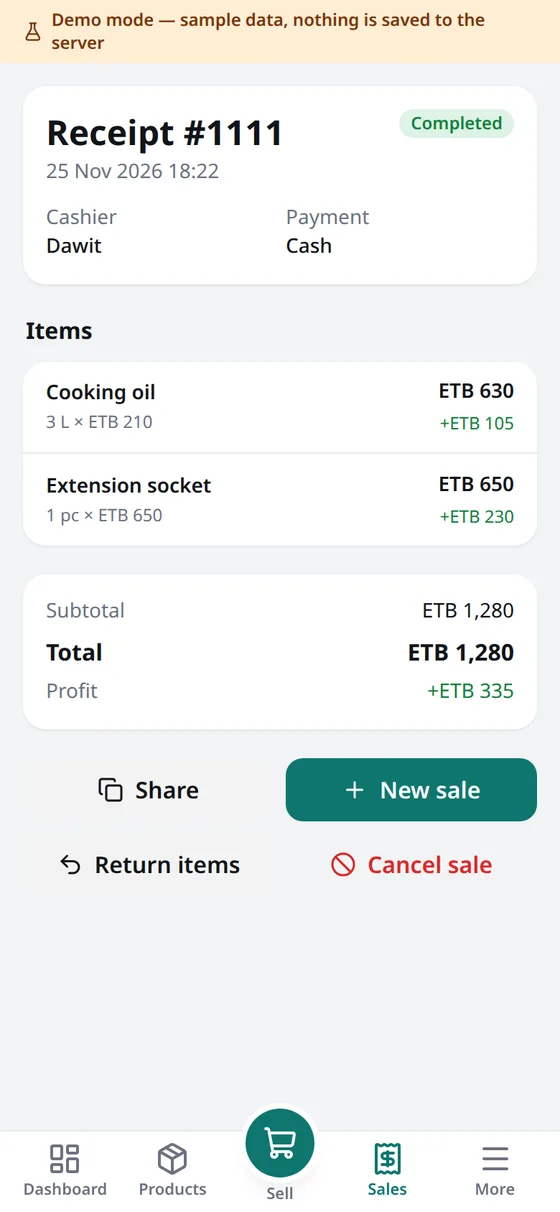 Demo mode — sample data, nothing is saved to the
server
Receipt #1111
Completed
25 Nov 2026 18:22
Cashier
Payment
Dawit
Cash
Items
Cooking oil
ETB 630
3 L × ETB 210
+ETB 105
Extension socket
ETB 650
1 pc × ETB 650
+ETB 230
Subtotal
ETB 1,280
Total
ETB 1,280
Profit
+ETB 335
Share
New sale
Return items
Cancel sale
Dashboard
Products
Sell
Sales
More